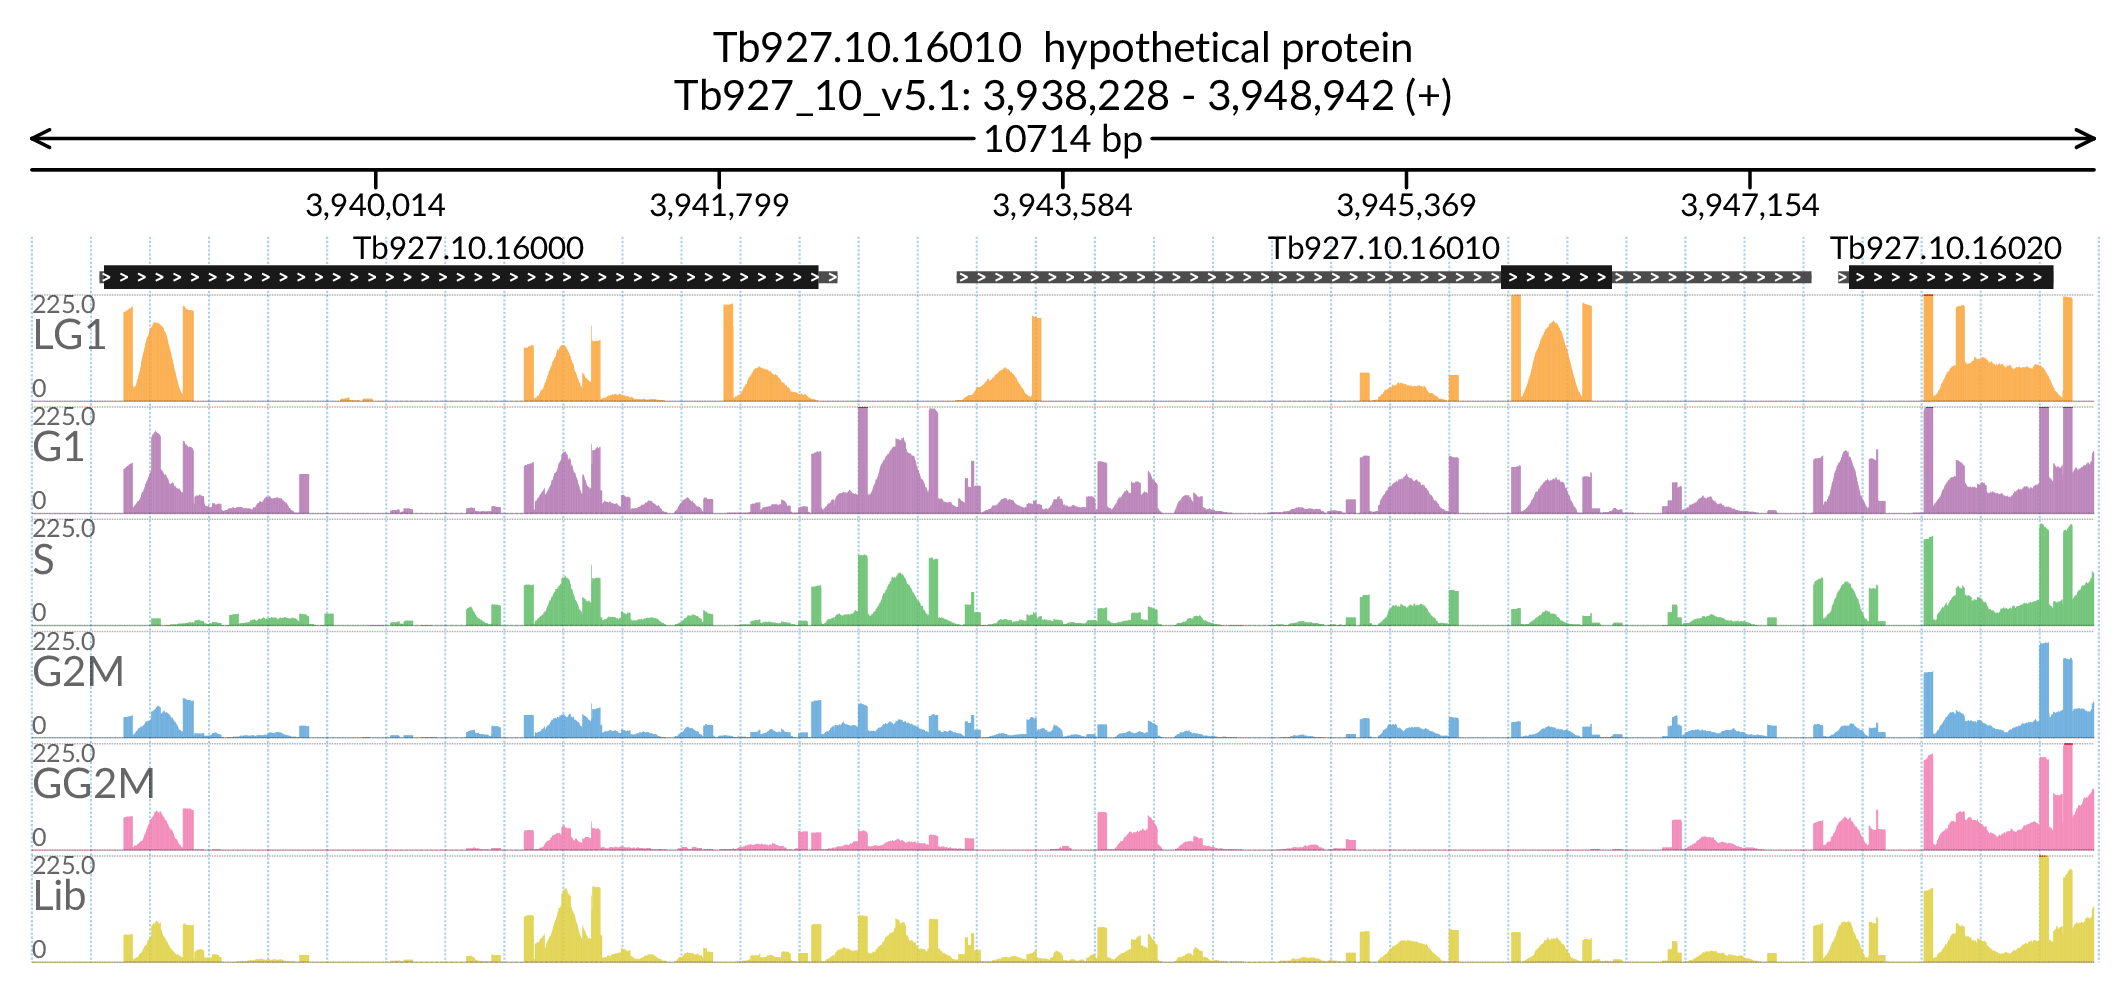 Tb927.10.16010 hypothetical protein
Tb927_10_v5.1: 3,938,228 - 3,948,942 (+)
10714 bp
3,940,014 3,941,799 3,943,584 3,945,369 3,947,154
Tb927.10.16000 Tb927.10.16010 Tb927.10.16020
225.0
LG1
0
225.0
G1
0
225.0
S
0
225.0
G2M
0
225.0
GG2M
0
225.0
Lib
0